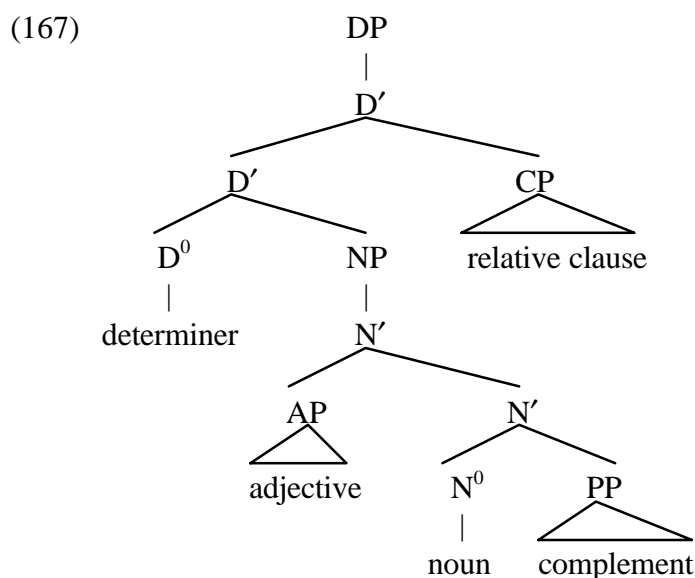 (167) DP
D′
D′ CP
D⁰ NP relative clause
determiner N′
AP N′
adjective N⁰ PP
noun complement